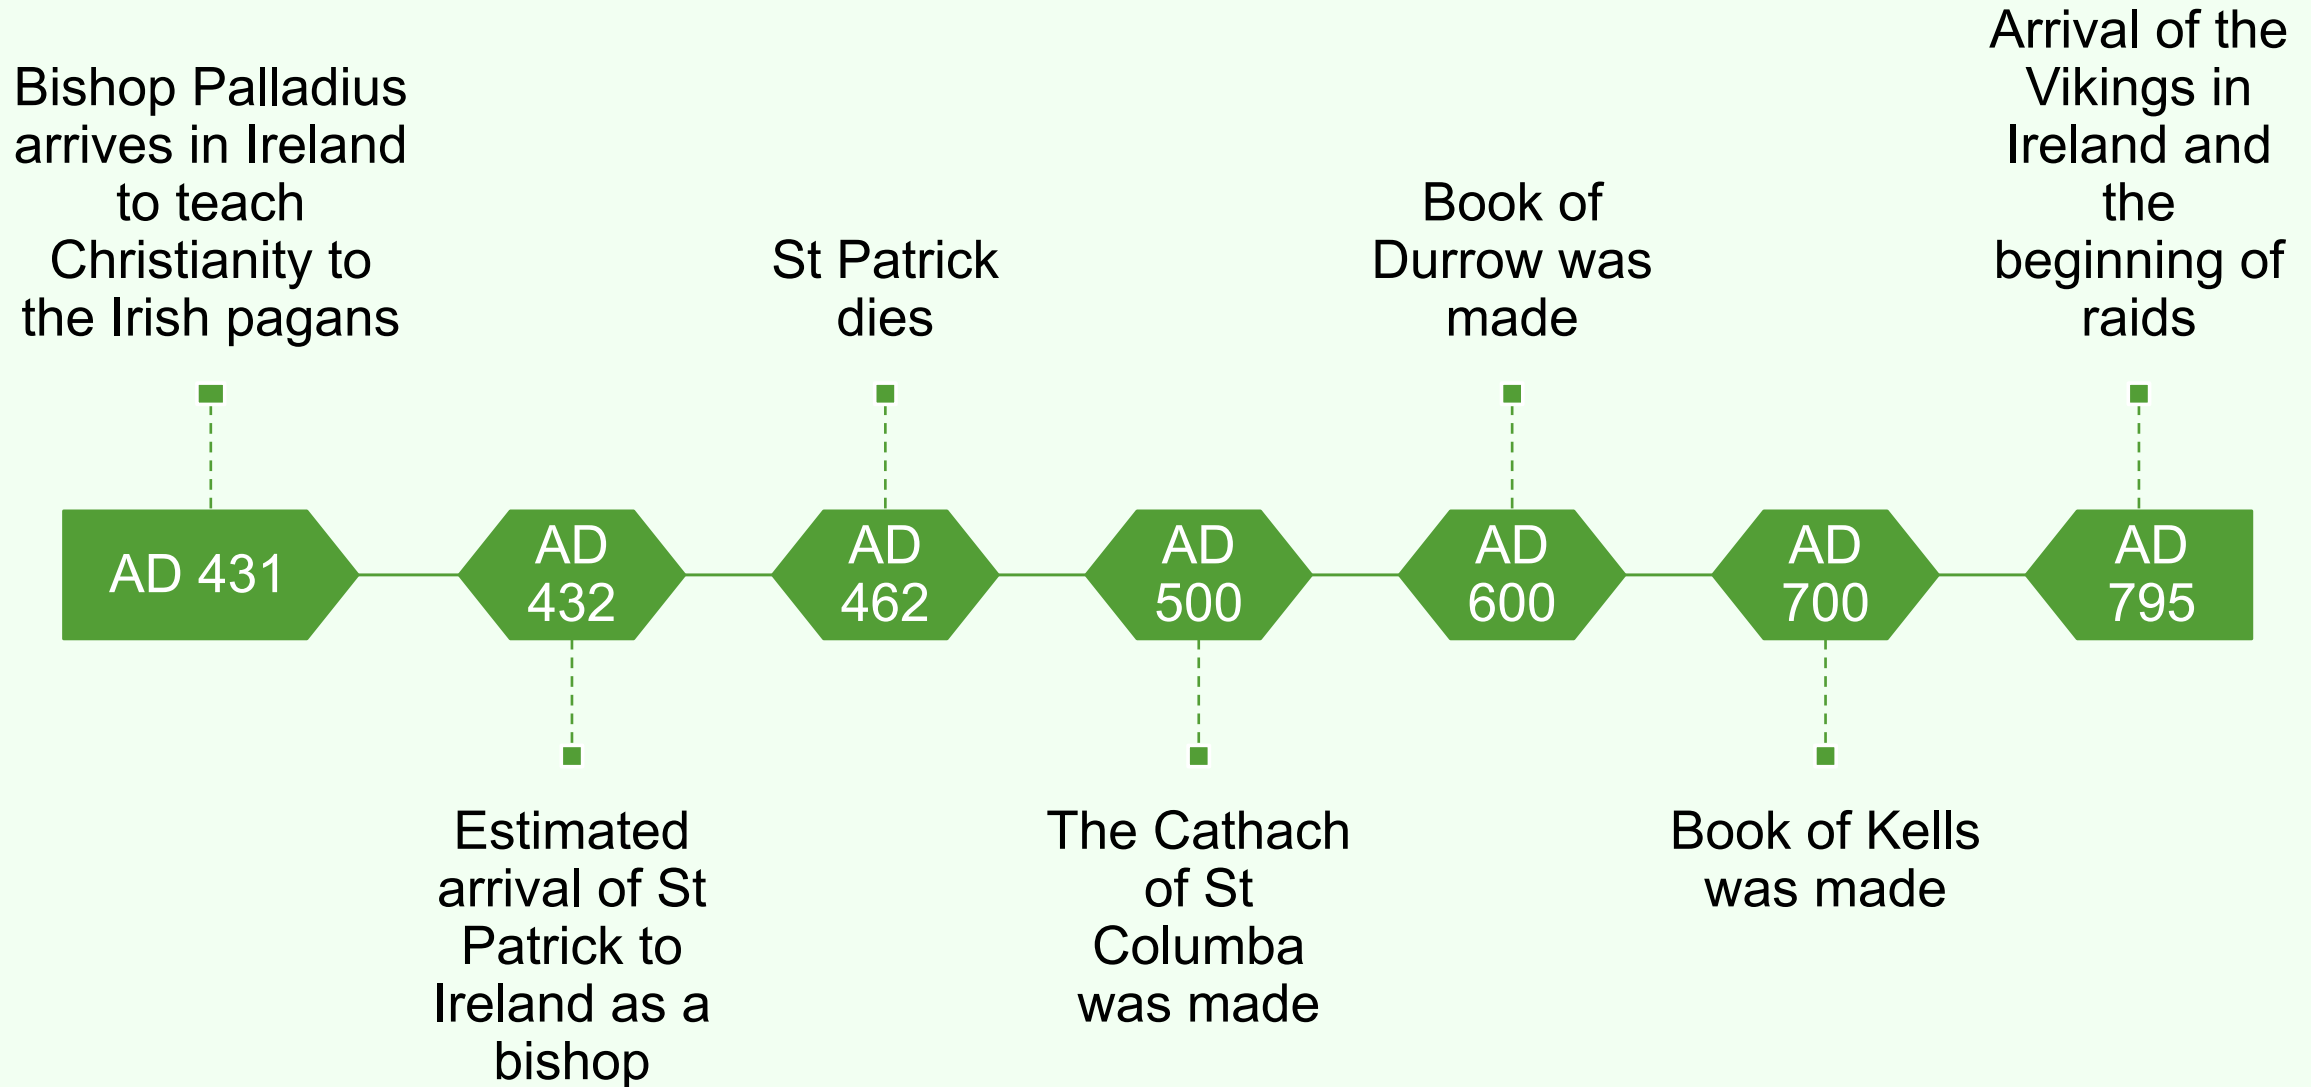 Bishop Palladius
arrives in Ireland
to teach
Christianity to
the Irish pagans
St Patrick
dies
Book of
Durrow was
made
Arrival of the
Vikings in
Ireland and
the
beginning of
raids
AD 431
AD
432
AD
462
AD
500
AD
600
AD
700
AD
795
Estimated
arrival of St
Patrick to
Ireland as a
bishop
The Cathach
of St
Columba
was made
Book of Kells
was made